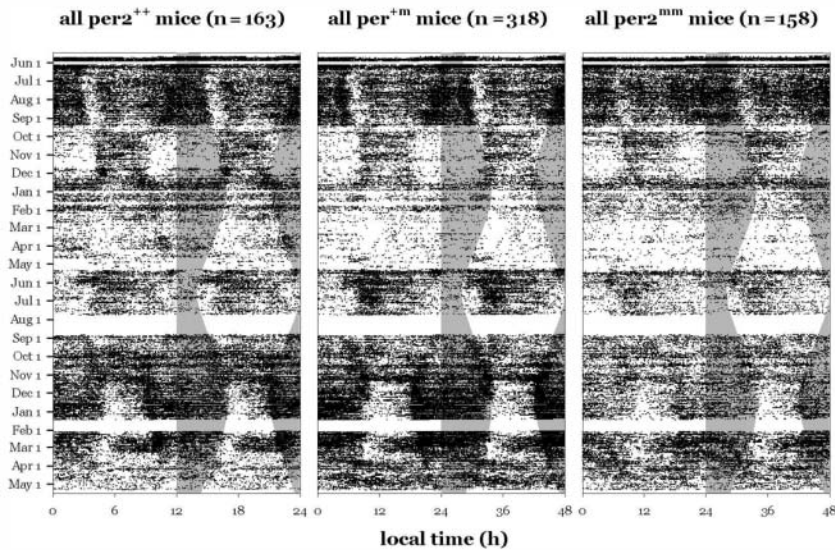 all per2++ mice (n=163) all per+m mice (n=318) all per2mm mice (n=158)
Jun 1
Jul 1
Aug 1
Sep 1
Oct 1
Nov 1
Dec 1
Jan 1
Feb 1
Mar 1
Apr 1
May 1
Jun 1
Jul 1
Aug 1
Sep 1
Oct 1
Nov 1
Dec 1
Jan 1
Feb 1
Mar 1
Apr 1
May 1
0 6 12 18 24 0 12 24 36 48 0 12 24 36 48
local time (h)